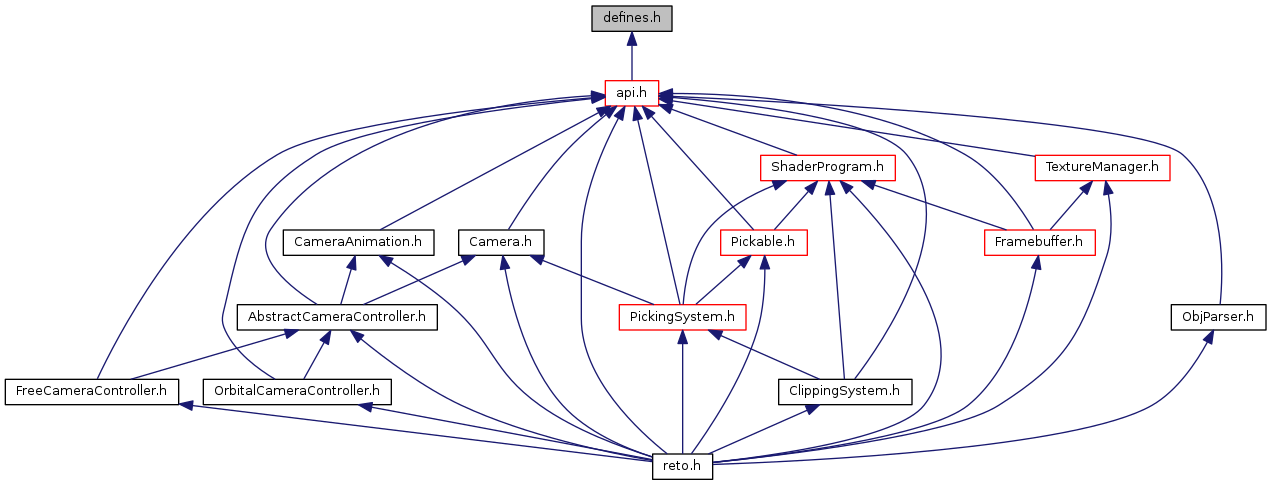 defines.h
api.h
ShaderProgram.h
TextureManager.h
CameraAnimation.h
Camera.h
Pickable.h
Framebuffer.h
AbstractCameraController.h
PickingSystem.h
ObjParser.h
FreeCameraController.h
OrbitalCameraController.h
ClippingSystem.h
reto.h